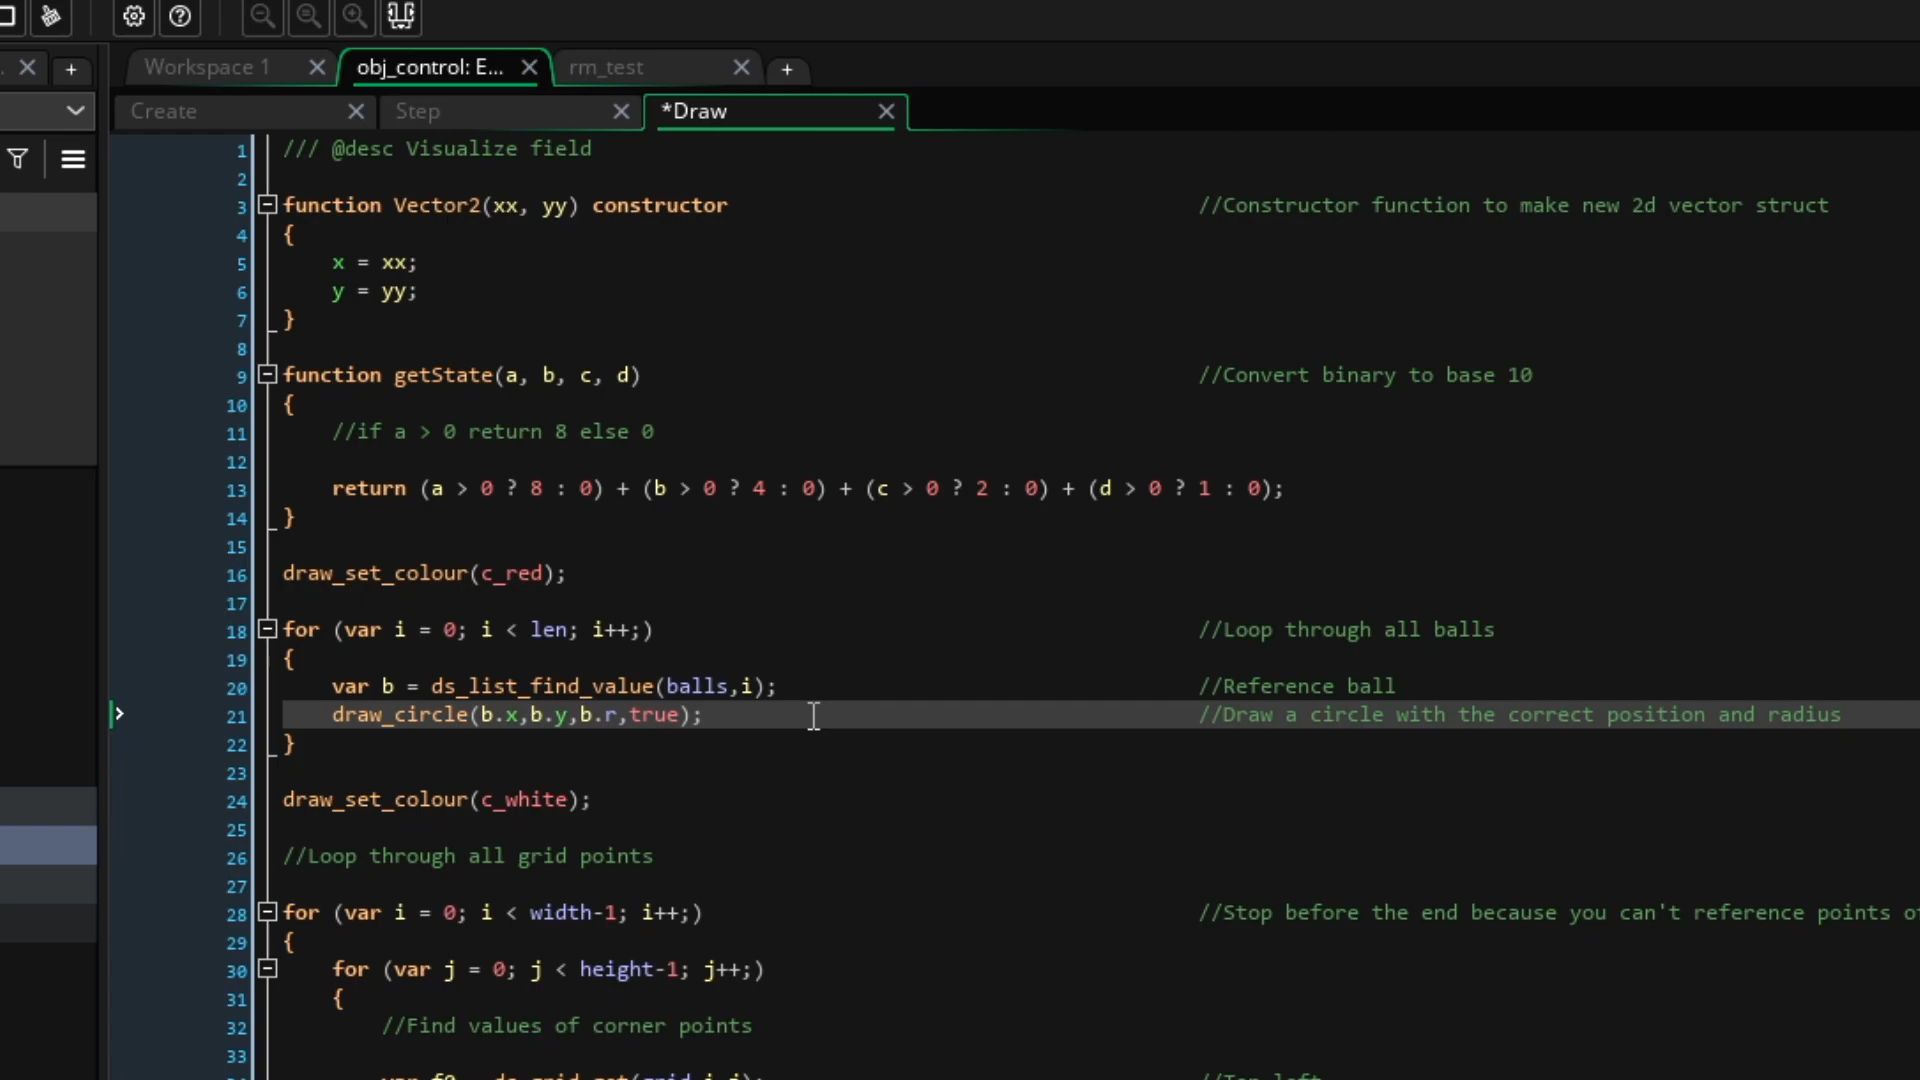 Workspace 1
obj_control: E...
rm_test
Create
Step
*Draw
1 /// @desc Visualize field
2
3 function Vector2(xx, yy) constructor //Constructor function to make new 2d vector struct
4 {
5 x = xx;
6 y = yy;
7 }
8
9 function getState(a, b, c, d) //Convert binary to base 10
10 {
11 //if a > 0 return 8 else 0
12
13 return (a > 0 ? 8 : 0) + (b > 0 ? 4 : 0) + (c > 0 ? 2 : 0) + (d > 0 ? 1 : 0);
14 }
15
16 draw_set_colour(c_red);
17
18 for (var i = 0; i < len; i++;) //Loop through all balls
19 {
20 var b = ds_list_find_value(balls,i); //Reference ball
21 draw_circle(b.x,b.y,b.r,true); //Draw a circle with the correct position and radius
22 }
23
24 draw_set_colour(c_white);
25
26 //Loop through all grid points
27
28 for (var i = 0; i < width-1; i++;) //Stop before the end because you can't reference points
29 {
30 for (var j = 0; j < height-1; j++;)
31 {
32 //Find values of corner points
33